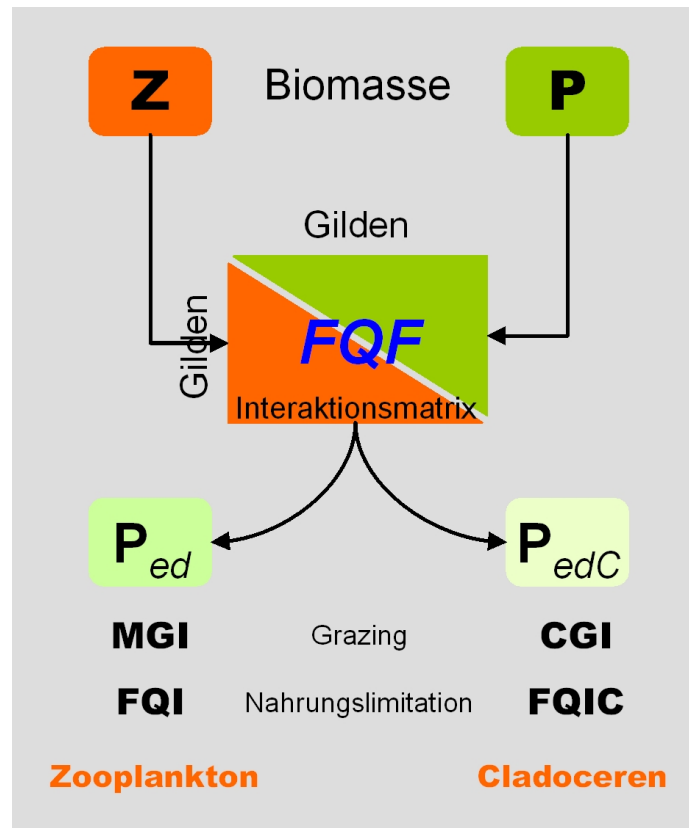 Z Biomasse P
Gilden
Gilden
FQF
Interaktionsmatrix
Ped PedC
MGI Grazing CGI
FQI Nahrungslimitation FQIC
Zooplankton Cladoceren